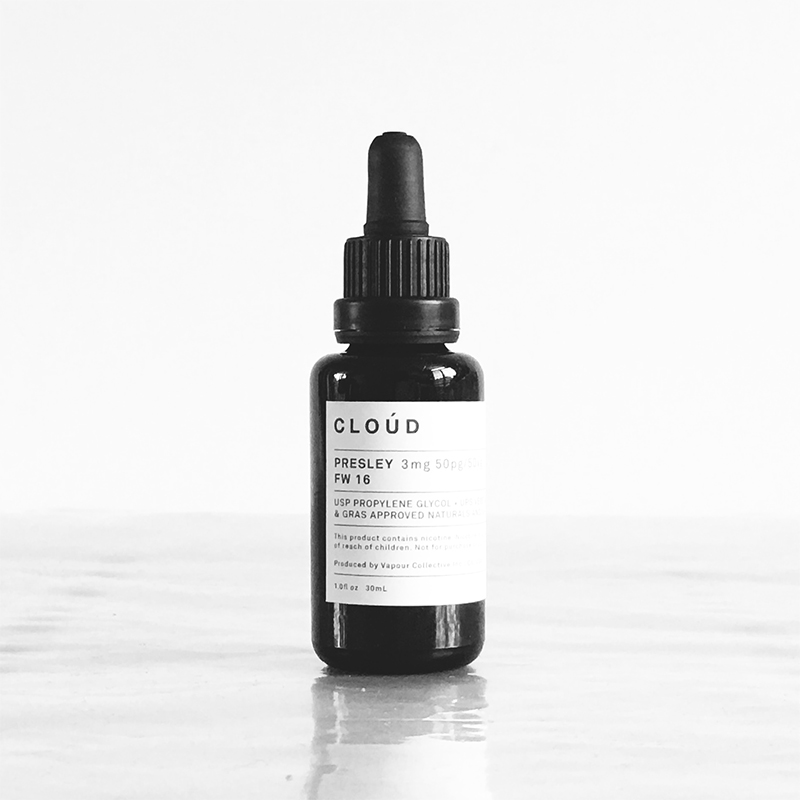 CLOÚD
PRESLEY 3mg 50pg
FW 16
USP PROPYLENE GLYCOL
& GRAS APPROVED NATURAL
This product contains nicotine.
of reach of children. Not for
Produced by Vapour Collective
1.0fl oz 30mL